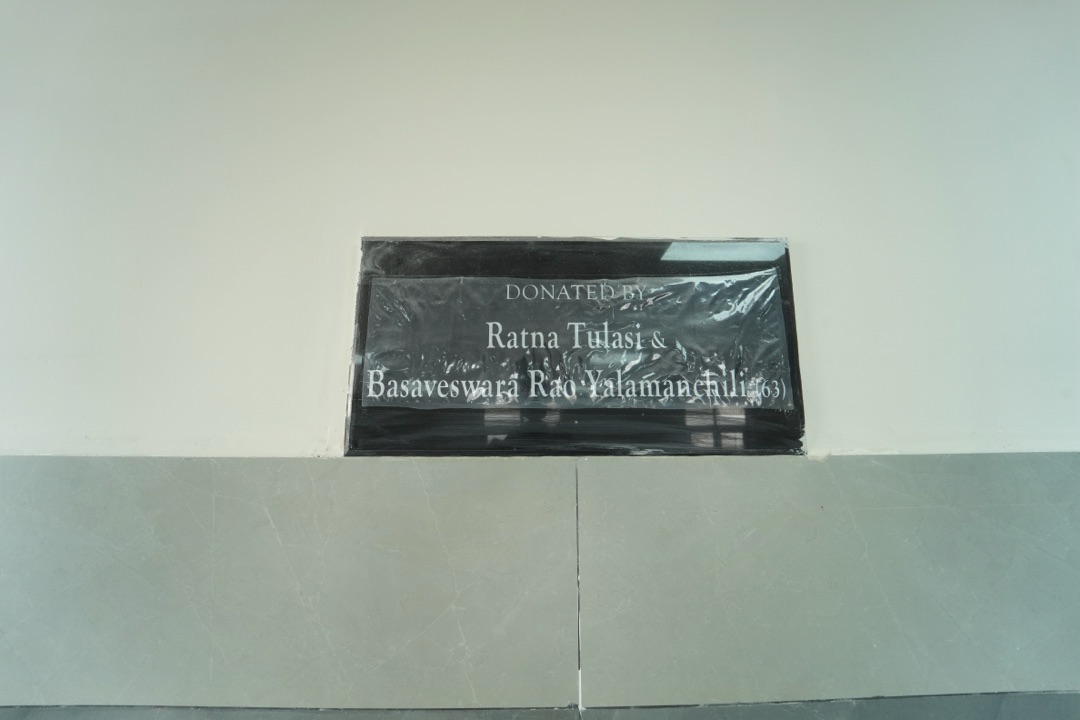 DONATED BY
Ratna Tulasi &
Basaveswara Rao Yalamanchili (63)